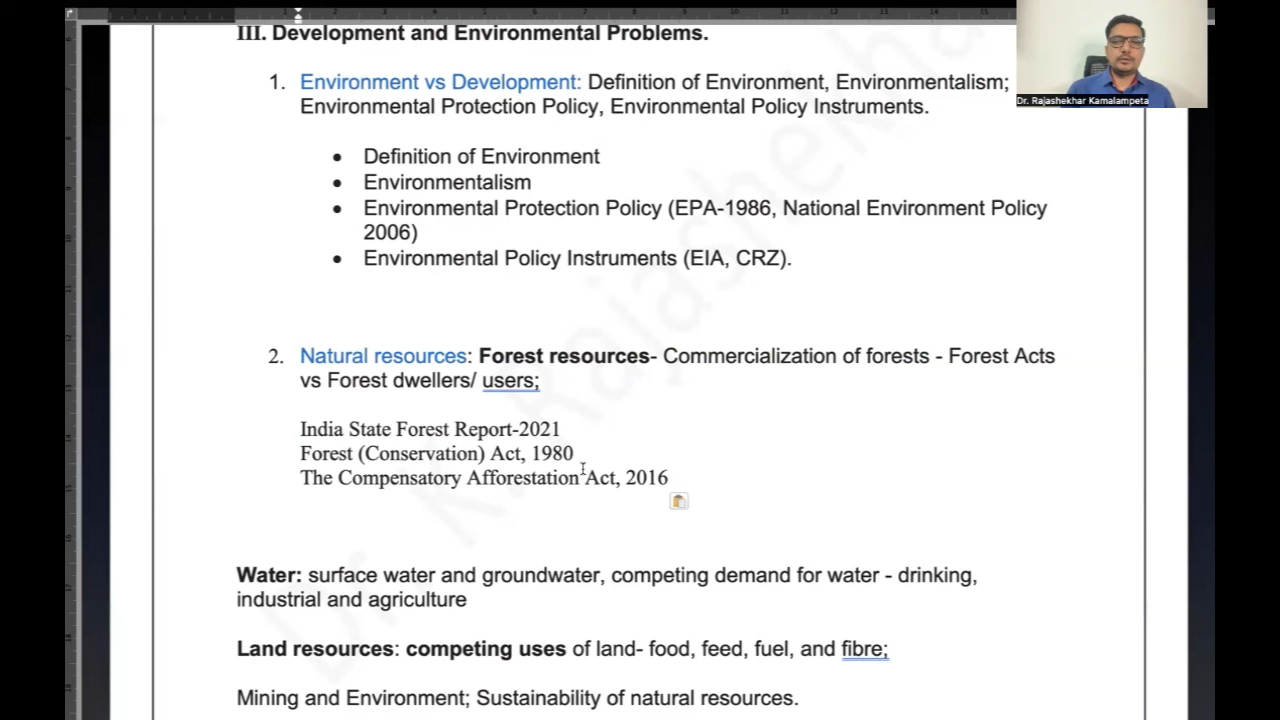 III. Development and Environmental Problems.
1. Environment vs Development: Definition of Environment, Environmentalism;
Environmental Protection Policy, Environmental Policy Instruments.
Dr. Rajashekhar Kamalampeta
• Definition of Environment
• Environmentalism
• Environmental Protection Policy (EPA-1986, National Environment Policy
2006)
• Environmental Policy Instruments (EIA, CRZ).
2. Natural resources: Forest resources- Commercialization of forests - Forest Acts
vs Forest dwellers/ users;
India State Forest Report-2021
Forest (Conservation) Act, 1980
The Compensatory Afforestation Act, 2016
Water: surface water and groundwater, competing demand for water - drinking,
industrial and agriculture
Land resources: competing uses of land- food, feed, fuel, and fibre;
Mining and Environment; Sustainability of natural resources.
Dr. K. Rajashekhar